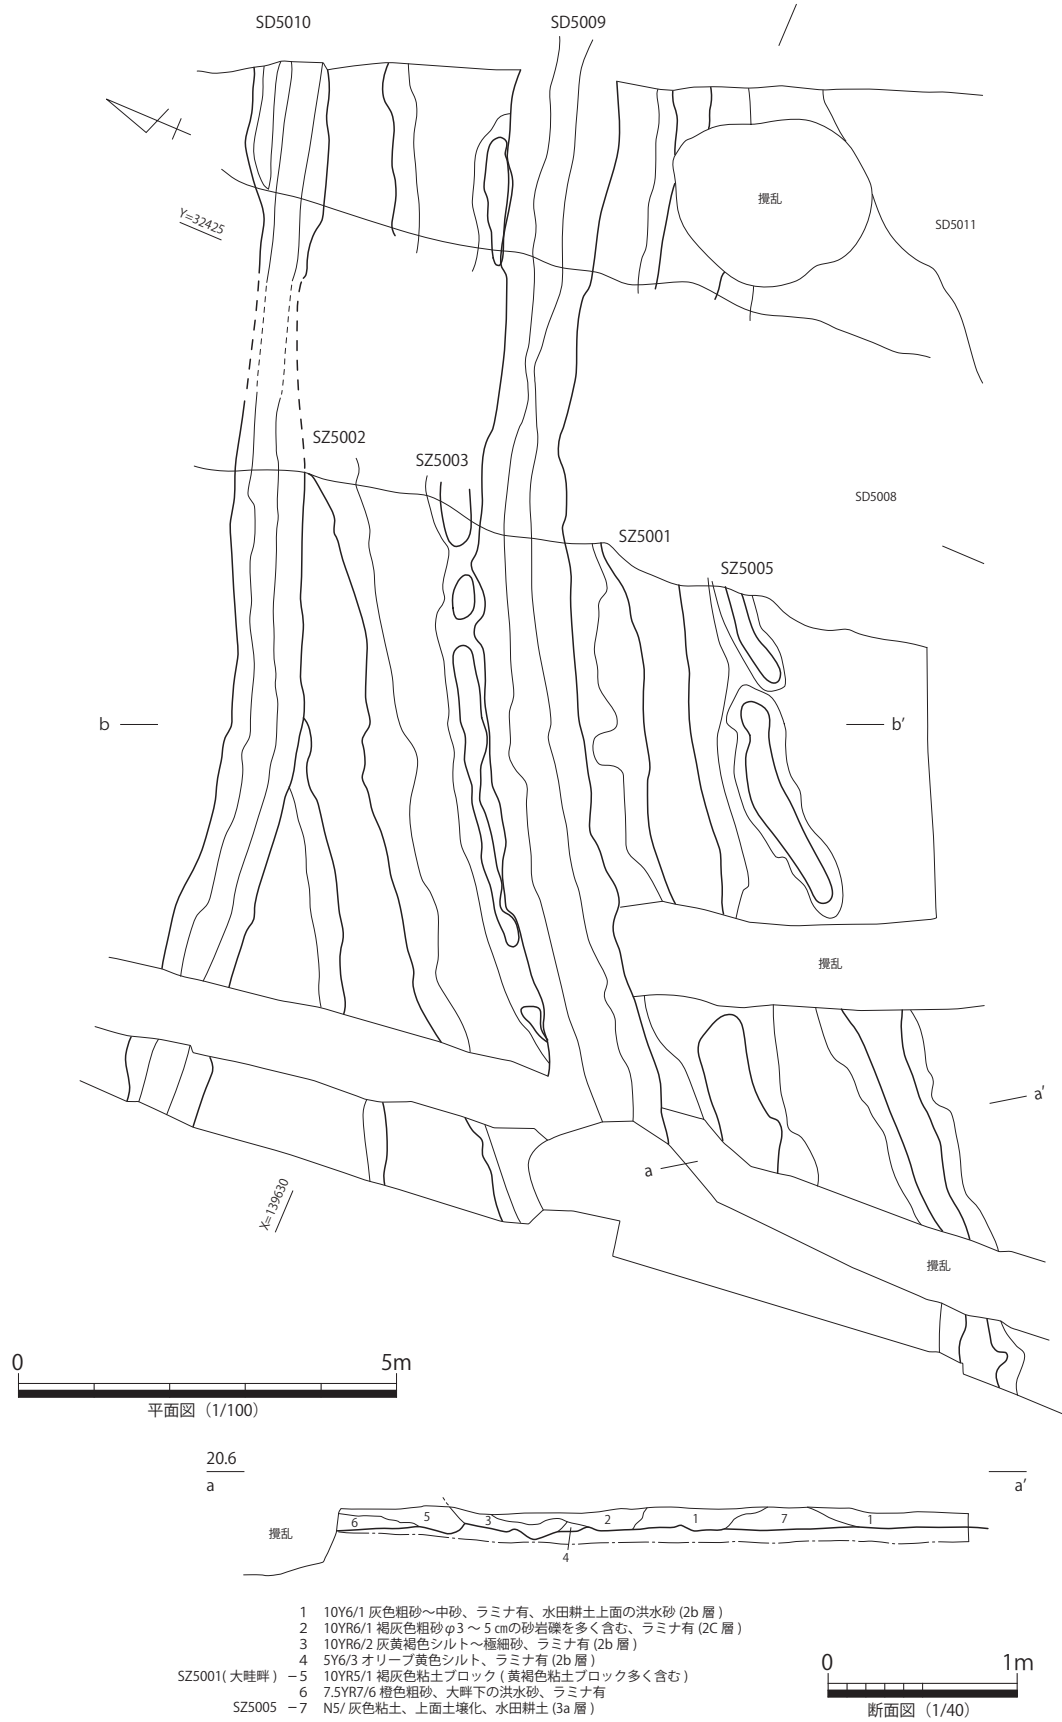 SD5010
SD5009
攪乱
SD5011
Y=32425
SZ5002
SZ5003
SD5008
SZ5001
SZ5005
b
b′
攪乱
a′
a
X=139630
攪乱
0 5m
平面図（1/100）
20.6
a
a′
攪乱
6 5 3 2 1 7 1
4
1 10Y6/1 灰色粗砂～中砂、ラミナ有、水田耕土上面の洪水砂 (2b 層 )
2 10YR6/1 褐灰色粗砂φ3 ～ 5 ㎝の砂岩礫を多く含む、ラミナ有 (2C 層 )
3 10YR6/2 灰黄褐色シルト～極細砂、ラミナ有 (2b 層 )
4 5Y6/3 オリーブ黄色シルト、ラミナ有 (2b 層 )
SZ5001( 大畦畔 ) －5 10YR5/1 褐灰色粘土ブロック ( 黄褐色粘土ブロック多く含む )
6 7.5YR7/6 橙色粗砂、大畔下の洪水砂、ラミナ有
SZ5005 －7 N5/ 灰色粘土、上面土壌化、水田耕土 (3a 層 )
0 1m
断面図（1/40）